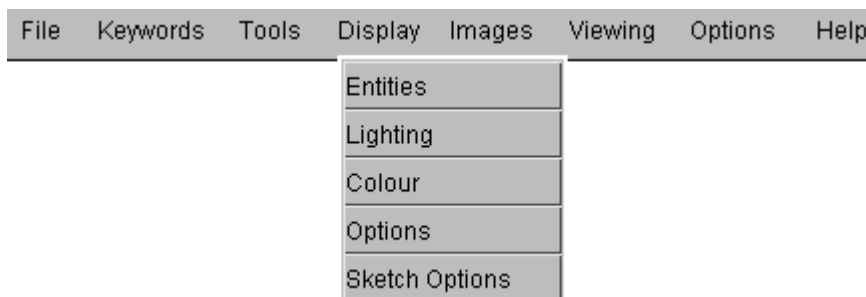 File Keywords Tools Display Images Viewing Options Help
Entities
Lighting
Colour
Options
Sketch Options